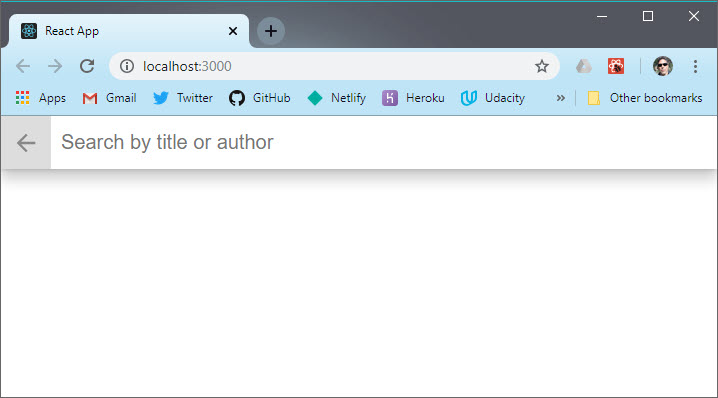 React App
localhost:3000
Apps Gmail Twitter GitHub Netlify Heroku Udacity » Other bookmarks
Search by title or author